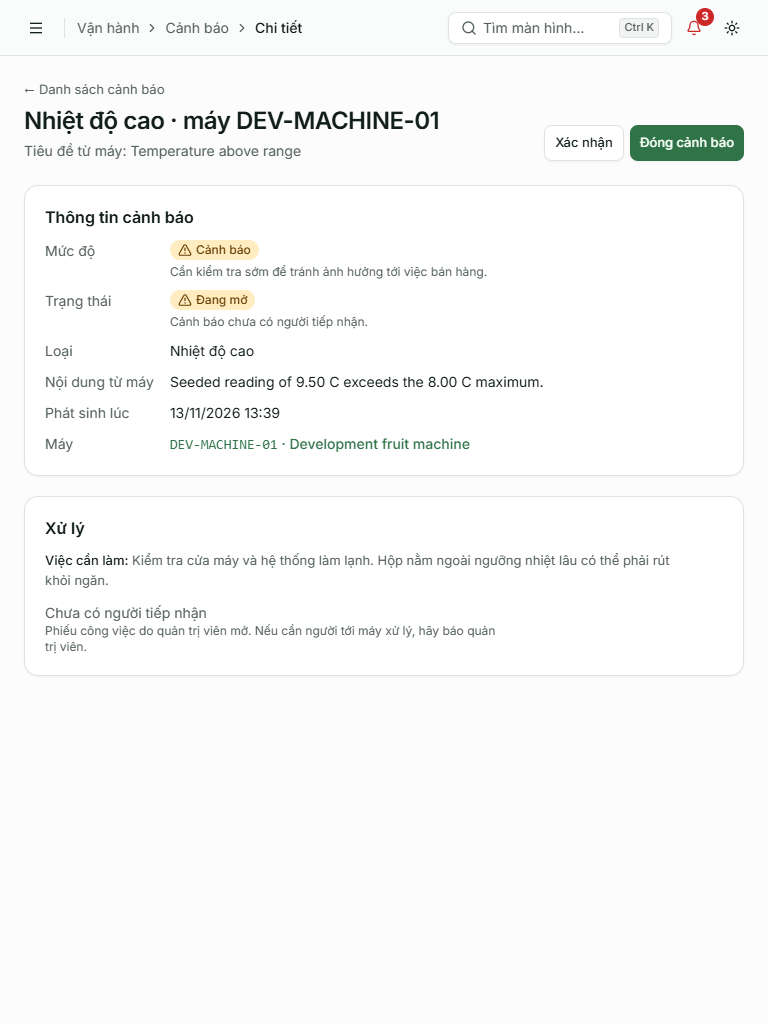 Vận hành > Cảnh báo > Chi tiết
Tìm màn hình... Ctrl K
3
← Danh sách cảnh báo
Nhiệt độ cao · máy DEV-MACHINE-01
Tiêu đề từ máy: Temperature above range
Xác nhận
Đóng cảnh báo
Thông tin cảnh báo
Mức độ
Cảnh báo
Cần kiểm tra sớm để tránh ảnh hưởng tới việc bán hàng.
Trạng thái
Đang mở
Cảnh báo chưa có người tiếp nhận.
Loại
Nhiệt độ cao
Nội dung từ máy
Seeded reading of 9.50 C exceeds the 8.00 C maximum.
Phát sinh lúc
13/11/2026 13:39
Máy
DEV-MACHINE-01 · Development fruit machine
Xử lý
Việc cần làm: Kiểm tra cửa máy và hệ thống làm lạnh. Hộp nằm ngoài ngưỡng nhiệt lâu có thể phải rút
khỏi ngăn.
Chưa có người tiếp nhận
Phiếu công việc do quản trị viên mở. Nếu cần người tới máy xử lý, hãy báo quản
trị viên.